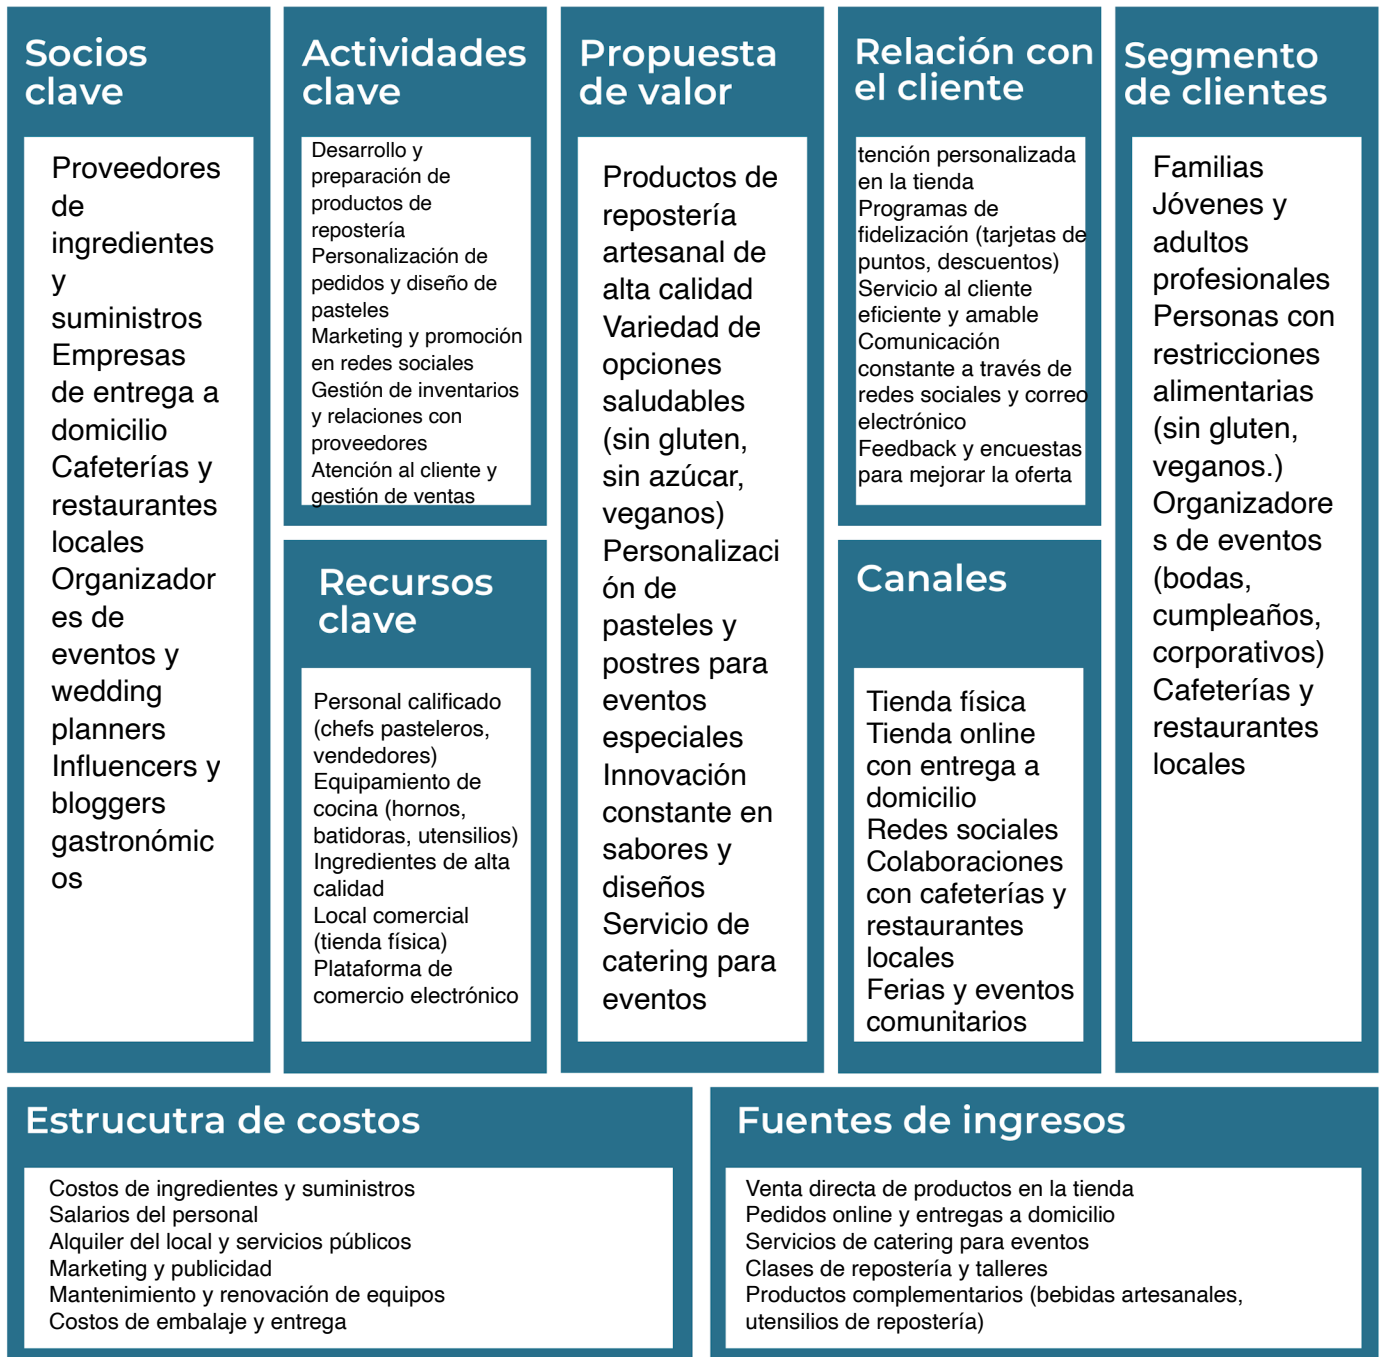 Socios
clave
Proveedores
de
ingredientes
y
suministros
Empresas
de entrega a
domicilio
Cafeterías y
restaurantes
locales
Organizador
es de
eventos y
wedding
planners
Influencers y
bloggers
gastronómic
os
Actividades
clave
Desarrollo y
preparación de
productos de
repostería
Personalización de
pedidos y diseño de
pasteles
Marketing y promoción
en redes sociales
Gestión de inventarios
y relaciones con
proveedores
Atención al cliente y
gestión de ventas
Recursos
clave
Personal calificado
(chefs pasteleros,
vendedores)
Equipamiento de
cocina (hornos,
batidoras, utensilios)
Ingredientes de alta
calidad
Local comercial
(tienda física)
Plataforma de
comercio electrónico
Propuesta
de valor
Productos de
repostería
artesanal de
alta calidad
Variedad de
opciones
saludables
(sin gluten,
sin azúcar,
veganos)
Personalizaci
ón de
pasteles y
postres para
eventos
especiales
Innovación
constante en
sabores y
diseños
Servicio de
catering para
eventos
Relación con
el cliente
tención personalizada
en la tienda
Programas de
fidelización (tarjetas de
puntos, descuentos)
Servicio al cliente
eficiente y amable
Comunicación
constante a través de
redes sociales y correo
electrónico
Feedback y encuestas
para mejorar la oferta
Canales
Tienda física
Tienda online
con entrega a
domicilio
Redes sociales
Colaboraciones
con cafeterías y
restaurantes
locales
Ferias y eventos
comunitarios
Segmento
de clientes
Familias
Jóvenes y
adultos
profesionales
Personas con
restricciones
alimentarias
(sin gluten,
veganos.)
Organizadore
s de eventos
(bodas,
cumpleaños,
corporativos)
Cafeterías y
restaurantes
locales
Estrucutra de costos
Costos de ingredientes y suministros
Salarios del personal
Alquiler del local y servicios públicos
Marketing y publicidad
Mantenimiento y renovación de equipos
Costos de embalaje y entrega
Fuentes de ingresos
Venta directa de productos en la tienda
Pedidos online y entregas a domicilio
Servicios de catering para eventos
Clases de repostería y talleres
Productos complementarios (bebidas artesanales,
utensilios de repostería)